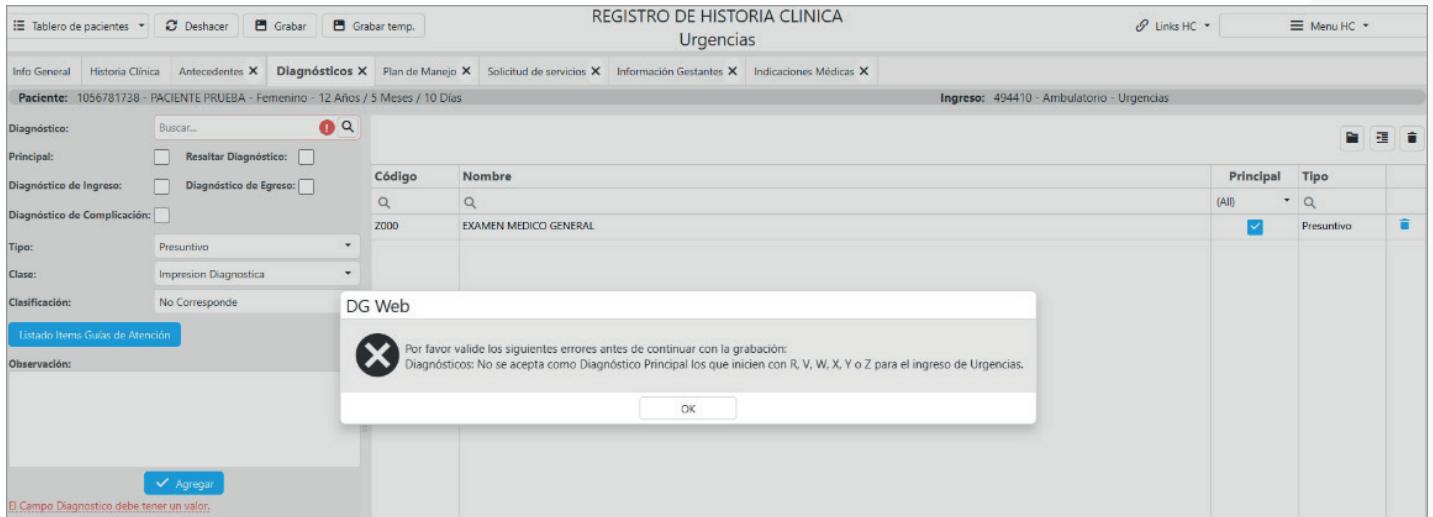 Tablero de pacientes Deshacer Grabar Grabar temp. REGISTRO DE HISTORIA CLINICA Links HC Menu HC
Urgencias
Info General Historia Clínica Antecedentes X Diagnósticos X Plan de Manejo X Solicitud de servicios X Información Gestantes X Indicaciones Médicas X
Paciente: 1056781738 - PACIENTE PRUEBA - Femenino - 12 Años / 5 Meses / 10 Días Ingreso: 494410 - Ambulatorio - Urgencias
Diagnóstico: Buscar...
Principal: Resaltar Diagnóstico:
Código Nombre Principal Tipo
Diagnóstico de Ingreso: Diagnóstico de Egreso:
(All)
Diagnóstico de Complicación:
Z000 EXAMEN MEDICO GENERAL Presuntivo
Tipo: Presuntivo
Clase: Impresion Diagnostica
Clasificación: No Corresponde
DG Web
Listado Items Guías de Atención
Por favor valide los siguientes errores antes de continuar con la grabación:
Diagnósticos: No se acepta como Diagnóstico Principal los que inicien con R, V, W, X, Y o Z para el ingreso de Urgencias.
Observación:
OK
Agregar
El Campo Diagnostico debe tener un valor.